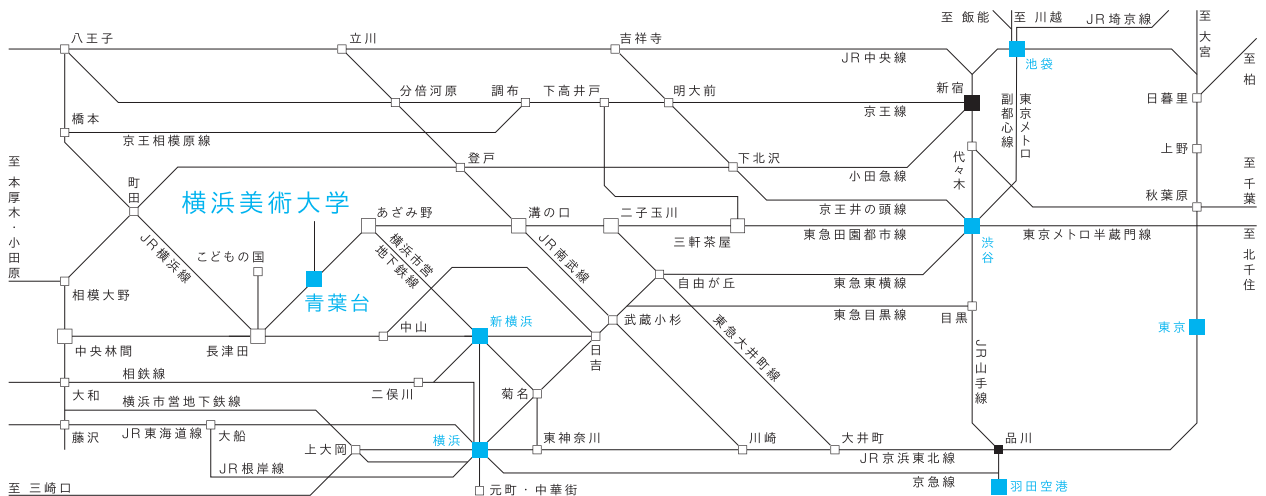 至 飯能
至 川越
JR埼京線
至大宮
八王子
立川
吉祥寺
JR中央線
池袋
至柏
新宿
分倍河原
調布
下高井戸
明大前
京王線
副都心線
東京メトロ
日暮里
橋本
京王相模原線
上野
至本厚木・小田原
登戸
下北沢
代々木
至千葉
小田急線
町田
秋葉原
横浜美術大学
あざみ野
溝の口
二子玉川
京王井の頭線
三軒茶屋
東急田園都市線
渋谷
東京メトロ半蔵門線
至北千住
JR横浜線
こどもの国
横浜市営
地下鉄線
JR南武線
自由が丘
東急東横線
相模大野
青葉台
新横浜
中山
武蔵小杉
東急目黒線
目黒
東京
中央林間
長津田
日吉
東急大井町線
JR山手線
相鉄線
大和
二俣川
菊名
横浜市営地下鉄線
藤沢
JR東海道線
大船
上大岡
横浜
東神奈川
川崎
大井町
品川
JR京浜東北線
JR根岸線
京急線
至 三崎口
元町・中華街
羽田空港